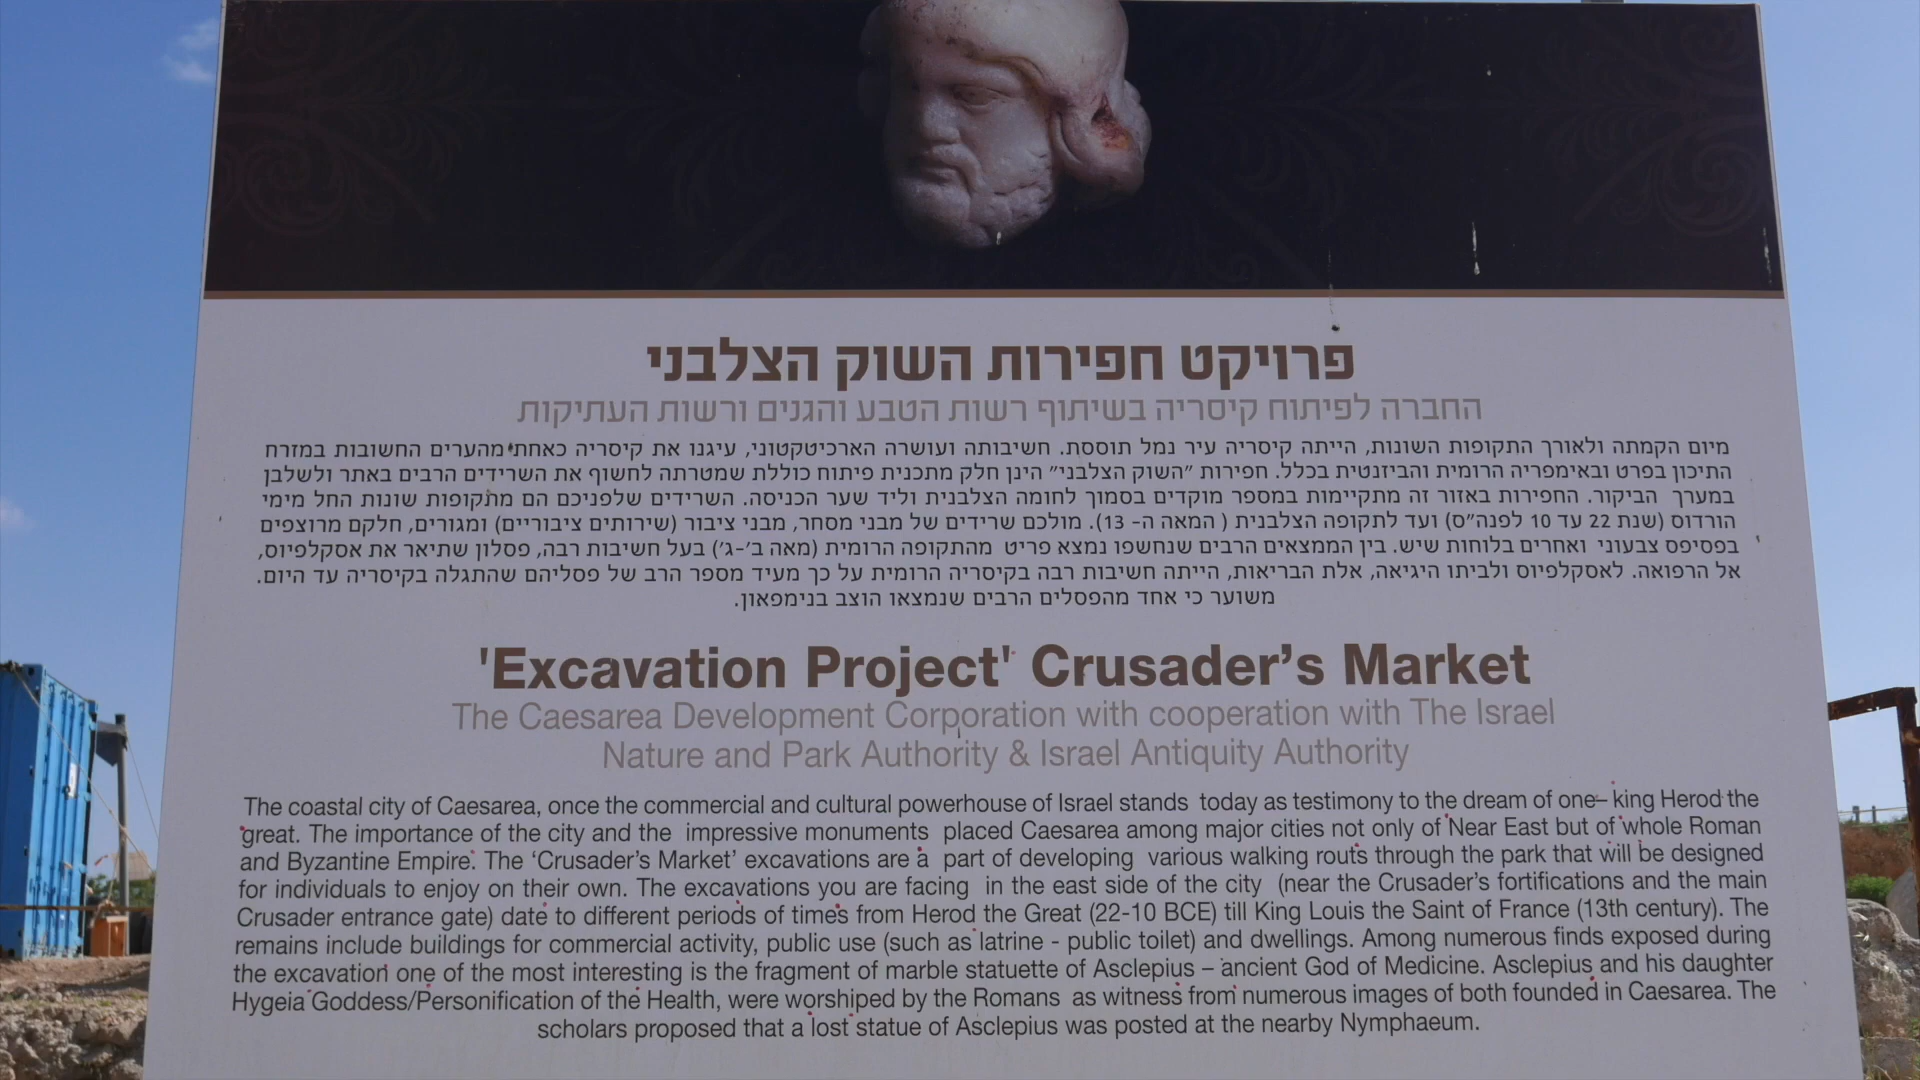 פרויקט חפירות השוק הצלבני
החברה לפיתוח קיסריה בשיתוף רשות הטבע והגנים ורשות העתיקות
מיום הקמתה ולאורך התקופות השונות, הייתה קיסריה עיר נמל תוססת. חשיבותה ועושרה הארכיטקטוני, עיגנו את קיסריה כאחת מהערים החשובות במזרח
התיכון בפרט ובאימפריה הרומית והביזנטית בכלל. חפירות "השוק הצלבני" הינן חלק מתכנית פיתוח כוללת שמטרתה לחשוף את השרידים הרבים באתר ולשלבן
במערך הביקור. החפירות באזור זה מתקיימות במספר מוקדים בסמוך לחומה הצלבנית וליד שער הכניסה. השרידים שלפניכם הם מתקופות שונות החל מימי
הורדוס (שנת 22 עד 10 לפנה"ס) ועד לתקופה הצלבנית ( המאה ה- 13). מולכם שרידים של מבני מסחר, מבני ציבור (שירותים ציבוריים) ומגורים, חלקם מרוצפים
בפסיפס צבעוני ואחרים בלוחות שיש. בין הממצאים הרבים שנחשפו נמצא פריט מהתקופה הרומית (מאה ב'-ג') בעל חשיבות רבה, פסלון שתיאר את אסקלפיוס,
אל הרפואה. לאסקלפיוס ולביתו היגיאה, אלת הבריאות, הייתה חשיבות רבה בקיסריה הרומית על כך מעיד מספר הרב של פסליהם שהתגלה בקיסריה עד היום.
משוער כי אחד מהפסלים הרבים שנמצאו הוצב בנימפאון.
'Excavation Project' Crusader's Market
The Caesarea Development Corporation with cooperation with The Israel
Nature and Park Authority & Israel Antiquity Authority
The coastal city of Caesarea, once the commercial and cultural powerhouse of Israel stands today as testimony to the dream of one– king Herod the
great. The importance of the city and the impressive monuments placed Caesarea among major cities not only of Near East but of whole Roman
and Byzantine Empire. The 'Crusader's Market' excavations are a part of developing various walking routs through the park that will be designed
for individuals to enjoy on their own. The excavations you are facing in the east side of the city (near the Crusader's fortifications and the main
Crusader entrance gate) date to different periods of times from Herod the Great (22-10 BCE) till King Louis the Saint of France (13th century). The
remains include buildings for commercial activity, public use (such as latrine - public toilet) and dwellings. Among numerous finds exposed during
the excavation one of the most interesting is the fragment of marble statuette of Asclepius – ancient God of Medicine. Asclepius and his daughter
Hygeia Goddess/Personification of the Health, were worshiped by the Romans as witness from numerous images of both founded in Caesarea. The
scholars proposed that a lost statue of Asclepius was posted at the nearby Nymphaeum.